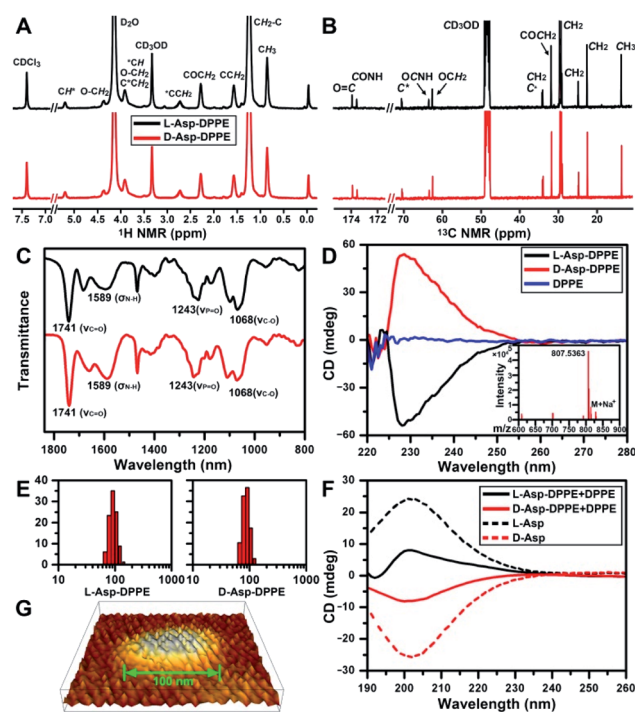 A
D₂O
CH₂-C
CDCl₃
*CH
O-CH₂
C*CH₂
CD₃OD
CH₃
CH*
O-CH₂
*CCH₂
COCH₂
CCH₂
L-Asp-DPPE
D-Asp-DPPE
7.5 7.0 5.0 4.0 3.0 2.0 1.0 0.0
¹H NMR (ppm)
B
CD₃OD
CH₂
COCH₂
CH₂
CH₃
O=C
CONH
C*
OCNH
OCH₂
CH₂
C*
CH₂
174 172 70 60 50 40 30 20
¹³C NMR (ppm)
C
Transmittance
1741 (νC=O)
1589 (σN-H)
1243(νP=O)
1068(νC-O)
1741 (νC=O)
1589 (σN-H)
1243(νP=O)
1068(νC-O)
1800 1600 1400 1200 1000 800
Wavelength (nm)
D
CD (mdeg)
60
30
0
-30
-60
L-Asp-DPPE
D-Asp-DPPE
DPPE
×10⁶
Intensity
5
4
3
2
1
0
807.5363
M+Na⁺
m/z
600 650 700 750 800 850 900
220 230 240 250 260 270 280
Wavelength (nm)
E
40
30
20
10
0
10 100 1000
L-Asp-DPPE
10 100 1000
D-Asp-DPPE
F
CD (mdeg)
30
20
10
0
10
20
-30
L-Asp-DPPE+DPPE
D-Asp-DPPE+DPPE
L-Asp
D-Asp
190 200 210 220 230 240 250 260
Wavelength (nm)
G
100 nm